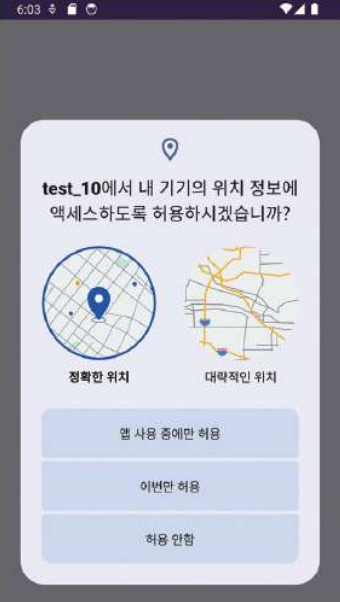 6:03
test_10에서 내 기기의 위치 정보에
액세스하도록 허용하시겠습니까?
정확한 위치
대략적인 위치
앱 사용 중에만 허용
이번만 허용
허용 안함